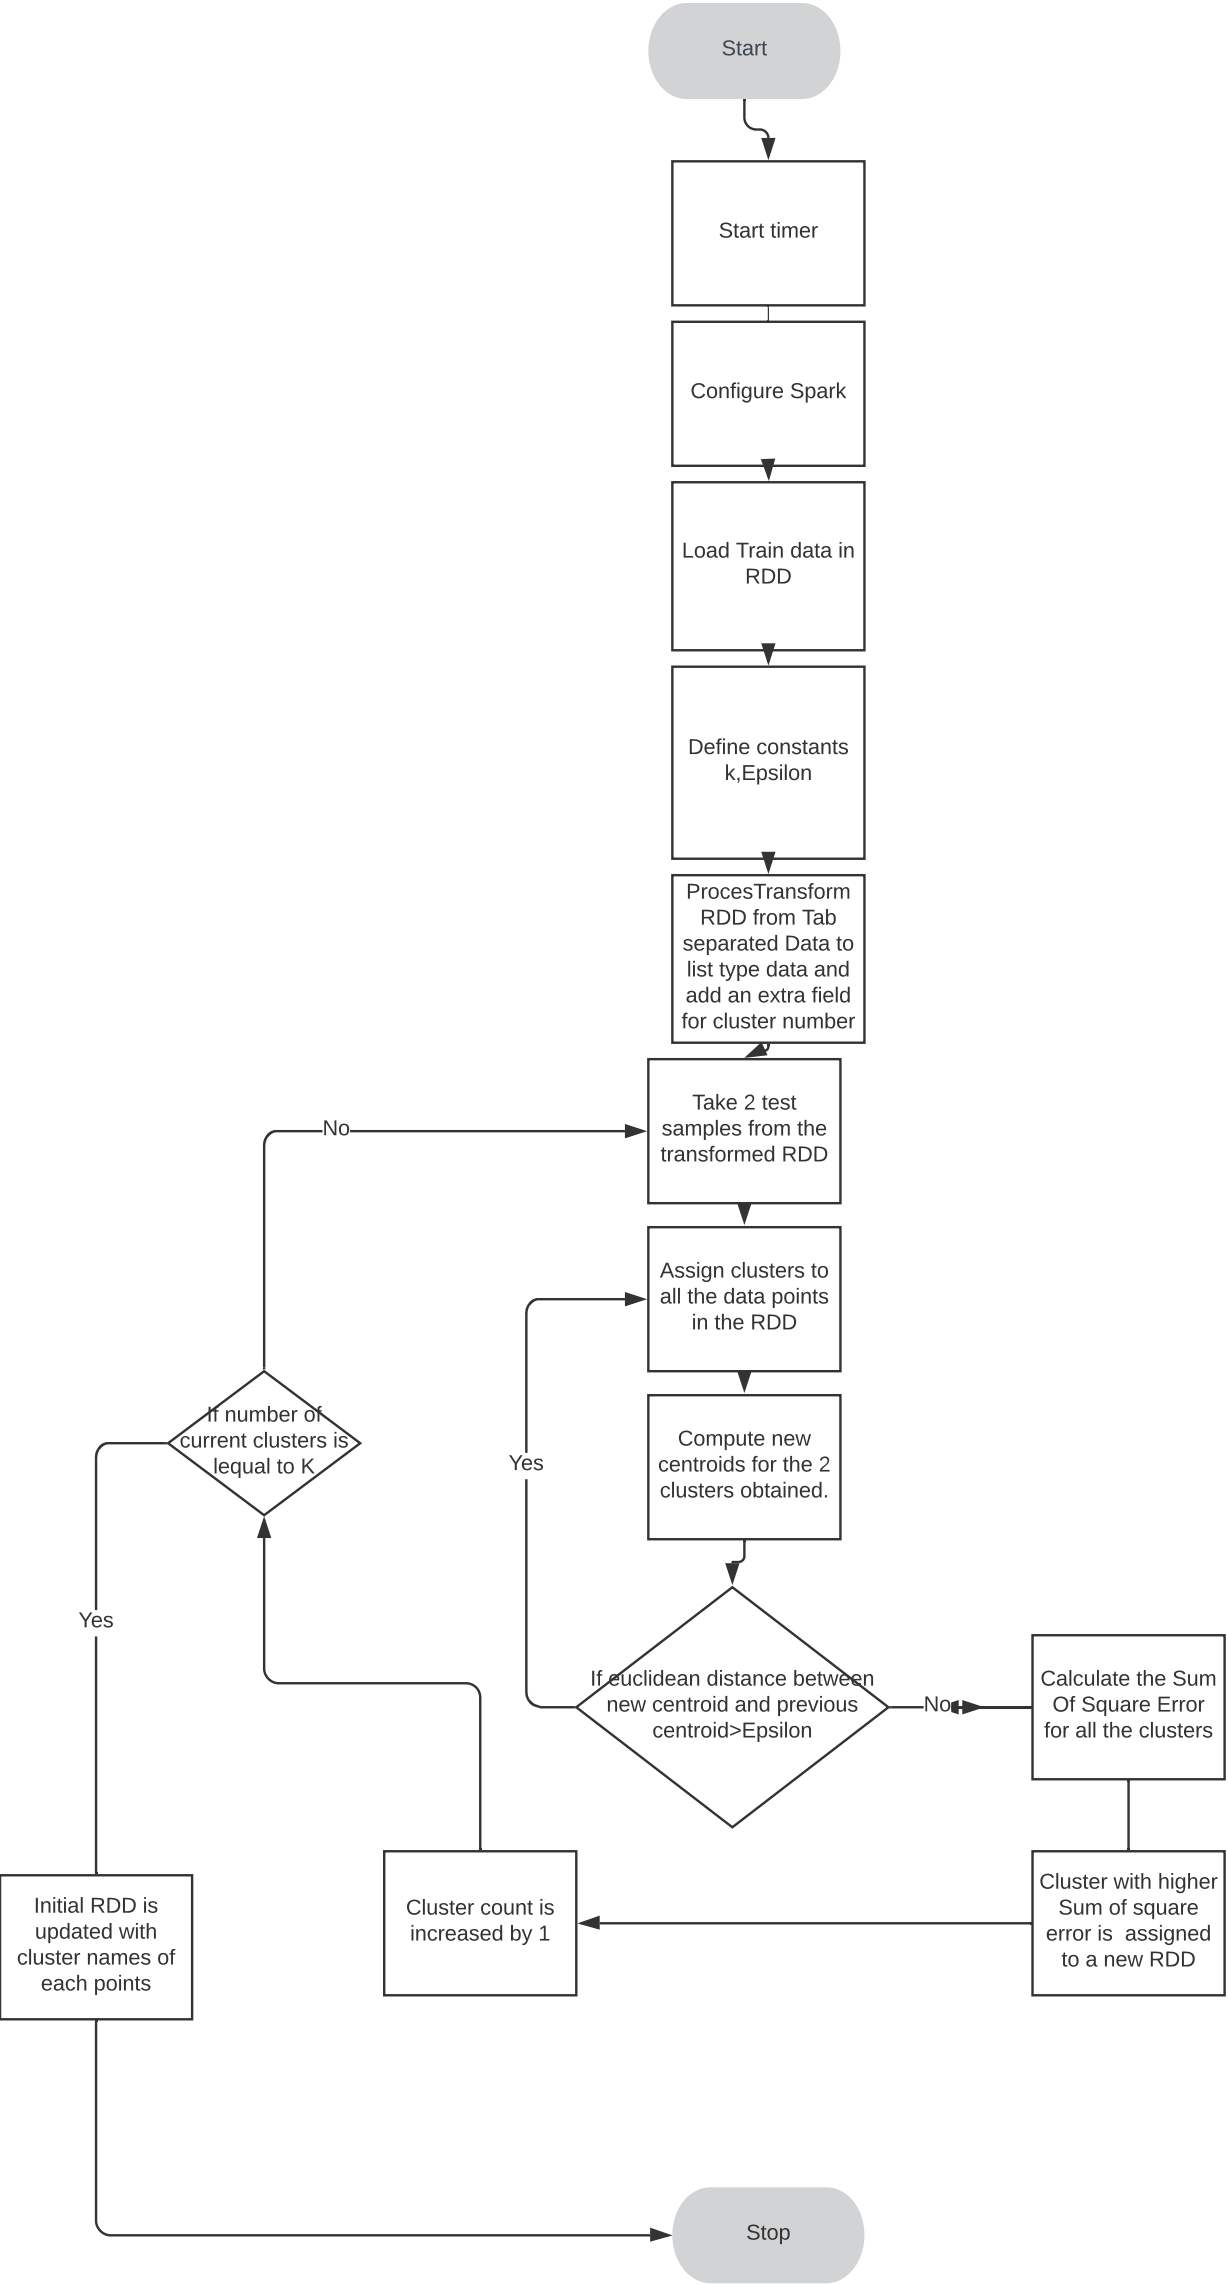 Start
Start timer
Configure Spark
Load Train data in
RDD
Define constants
k,Epsilon
ProcesTransform
RDD from Tab
separated Data to
list type data and
add an extra field
for cluster number
Take 2 test
samples from the
transformed RDD
No
Assign clusters to
all the data points
in the RDD
If number of
current clusters is
lequal to K
Compute new
centroids for the 2
clusters obtained.
Yes
Yes
If euclidean distance between
new centroid and previous
centroid>Epsilon
No
Calculate the Sum
Of Square Error
for all the clusters
Cluster with higher
Sum of square
error is  assigned
to a new RDD
Cluster count is
increased by 1
Initial RDD is
updated with
cluster names of
each points
Stop